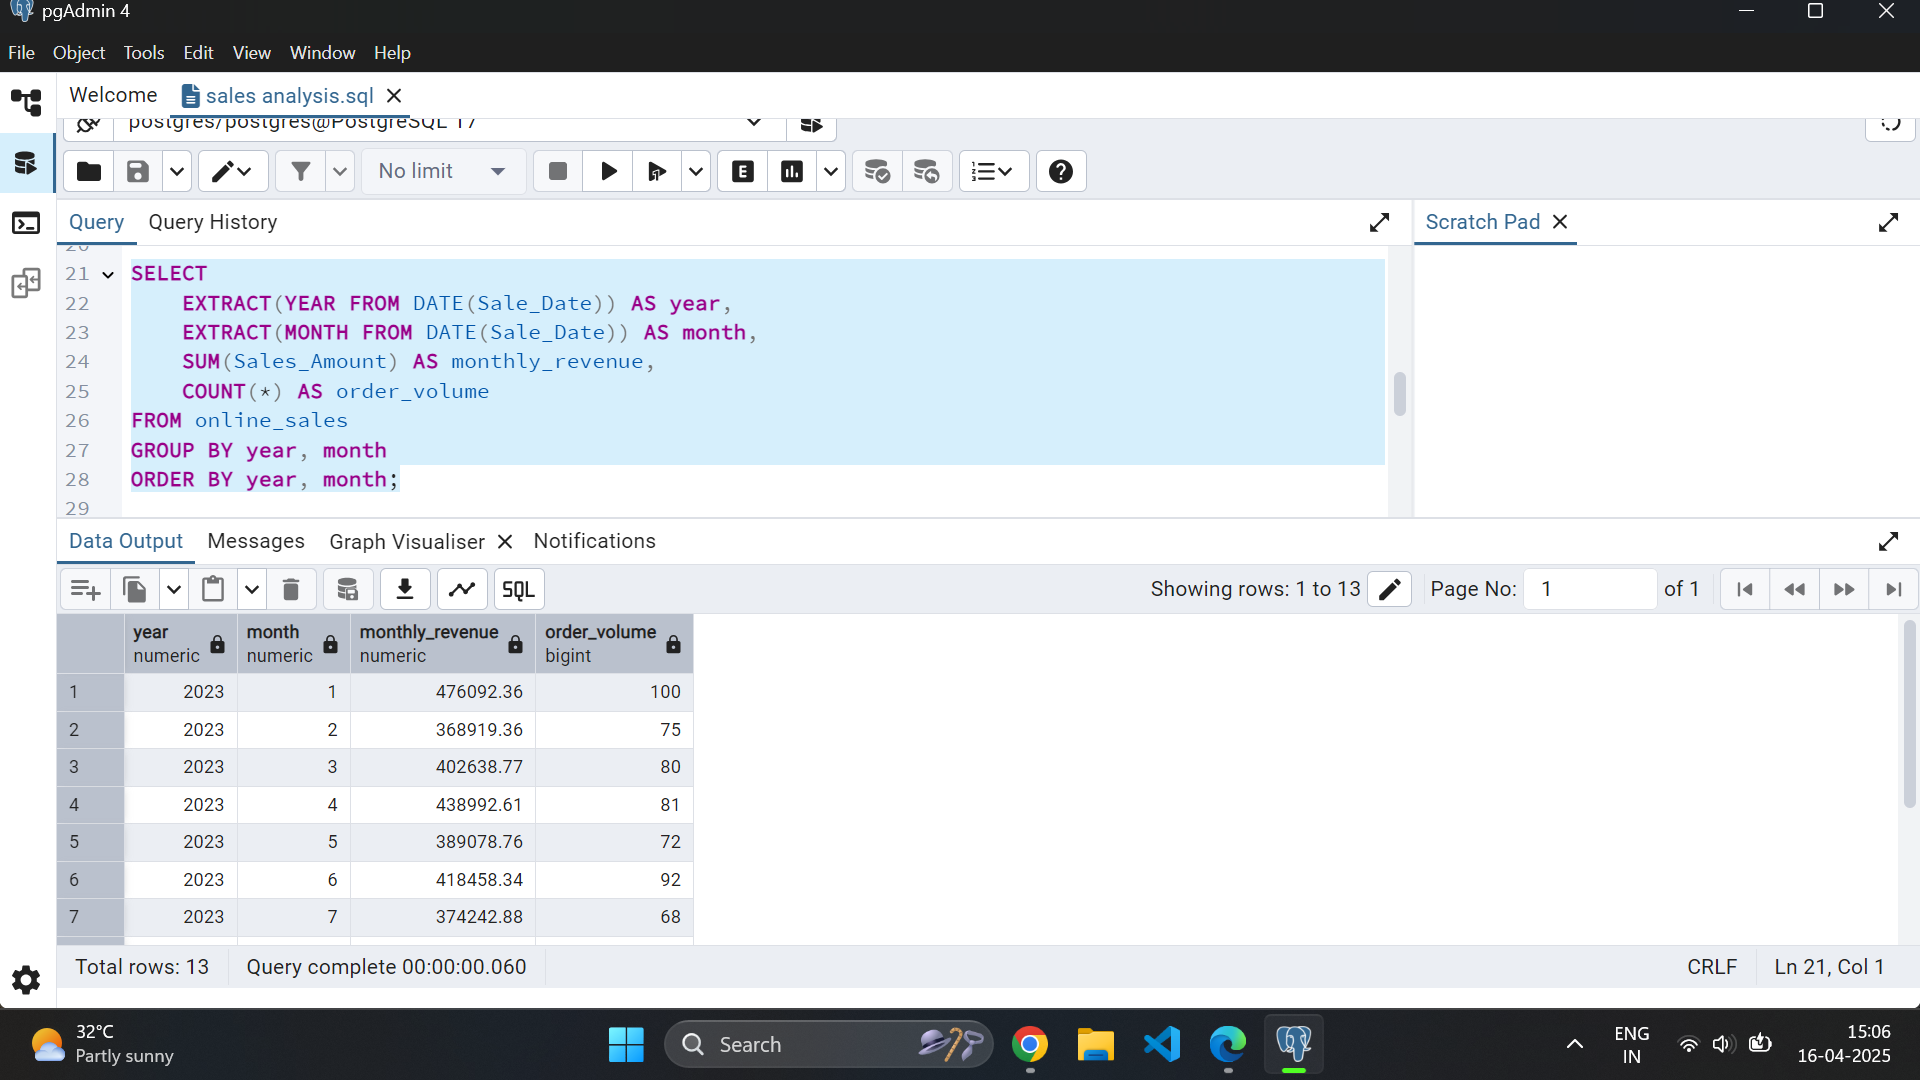 pgAdmin 4
File Object Tools Edit View Window Help
Welcome sales analysis.sql
postgres/postgres@PostgreSQL 17
No limit
Query Query History Scratch Pad
20
21 SELECT
22 EXTRACT(YEAR FROM DATE(Sale_Date)) AS year,
23 EXTRACT(MONTH FROM DATE(Sale_Date)) AS month,
24 SUM(Sales_Amount) AS monthly_revenue,
25 COUNT(*) AS order_volume
26 FROM online_sales
27 GROUP BY year, month
28 ORDER BY year, month;
29
Data Output Messages Graph Visualiser Notifications
SQL Showing rows: 1 to 13 Page No: 1 of 1
year month monthly_revenue order_volume
numeric numeric numeric bigint
1 2023 1 476092.36 100
2 2023 2 368919.36 75
3 2023 3 402638.77 80
4 2023 4 438992.61 81
5 2023 5 389078.76 72
6 2023 6 418458.34 92
7 2023 7 374242.88 68
Total rows: 13 Query complete 00:00:00.060 CRLF Ln 21, Col 1
32°C
Partly sunny
Search
ENG
IN
15:06
16-04-2025